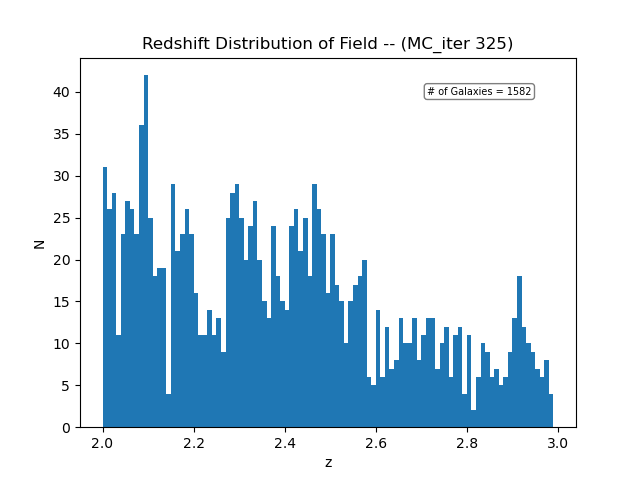 Redshift Distribution of Field -- (MC_iter 325)
# of Galaxies = 1582
N
40
35
30
25
20
15
10
5
0
2.0 2.2 2.4 2.6 2.8 3.0
z